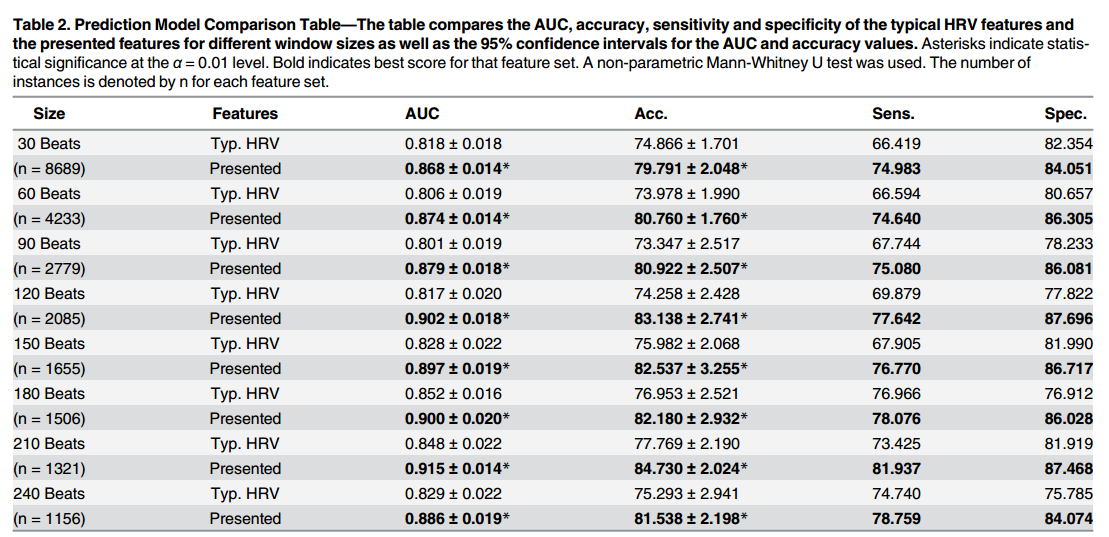 Table 2. Prediction Model Comparison Table—The table compares the AUC, accuracy, sensitivity and specificity of the typical HRV features and
the presented features for different window sizes as well as the 95% confidence intervals for the AUC and accuracy values. Asterisks indicate statis-
tical significance at the α = 0.01 level. Bold indicates best score for that feature set. A non-parametric Mann-Whitney U test was used. The number of
instances is denoted by n for each feature set.
Size Features AUC Acc. Sens. Spec.
30 Beats Typ. HRV 0.818 ± 0.018 74.866 ± 1.701 66.419 82.354
(n = 8689) Presented 0.868 ± 0.014* 79.791 ± 2.048* 74.983 84.051
60 Beats Typ. HRV 0.806 ± 0.019 73.978 ± 1.990 66.594 80.657
(n = 4233) Presented 0.874 ± 0.014* 80.760 ± 1.760* 74.640 86.305
90 Beats Typ. HRV 0.801 ± 0.019 73.347 ± 2.517 67.744 78.233
(n = 2779) Presented 0.879 ± 0.018* 80.922 ± 2.507* 75.080 86.081
120 Beats Typ. HRV 0.817 ± 0.020 74.258 ± 2.428 69.879 77.822
(n = 2085) Presented 0.902 ± 0.018* 83.138 ± 2.741* 77.642 87.696
150 Beats Typ. HRV 0.828 ± 0.022 75.982 ± 2.068 67.905 81.990
(n = 1655) Presented 0.897 ± 0.019* 82.537 ± 3.255* 76.770 86.717
180 Beats Typ. HRV 0.852 ± 0.016 76.953 ± 2.521 76.966 76.912
(n = 1506) Presented 0.900 ± 0.020* 82.180 ± 2.932* 78.076 86.028
210 Beats Typ. HRV 0.848 ± 0.022 77.769 ± 2.190 73.425 81.919
(n = 1321) Presented 0.915 ± 0.014* 84.730 ± 2.024* 81.937 87.468
240 Beats Typ. HRV 0.829 ± 0.022 75.293 ± 2.941 74.740 75.785
(n = 1156) Presented 0.886 ± 0.019* 81.538 ± 2.198* 78.759 84.074